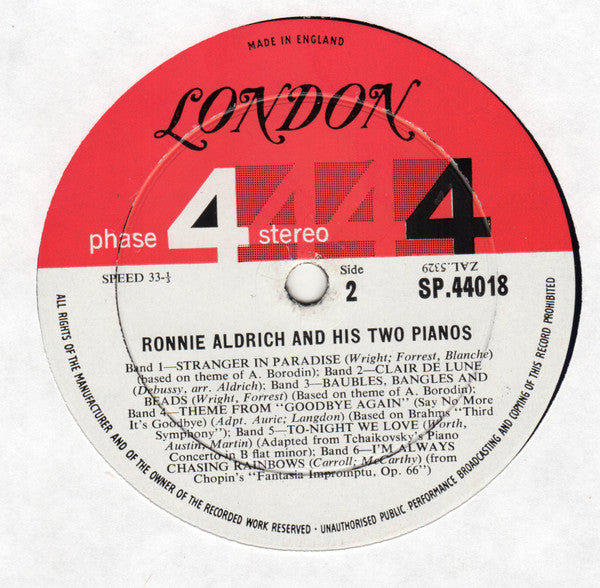 MADE IN ENGLAND
LONDON
phase 4 stereo 4 4 4
SPEED 33-⅓
Side
2
ZAL.5329
SP.44018
RONNIE ALDRICH AND HIS TWO PIANOS
Band 1—STRANGER IN PARADISE (Wright; Forrest, Blanche)
(based on theme of A. Borodin); Band 2—CLAIR DE LUNE
(Debussy; arr. Aldrich); Band 3—BAUBLES, BANGLES AND
BEADS (Wright, Forrest) (Based on theme of A. Borodin);
Band 4—THEME FROM "GOODBYE AGAIN" (Say No More
It's Goodbye) (Adpt. Auric; Langdon) (Based on Brahms "Third
Symphony"); Band 5—TO-NIGHT WE LOVE (Worth,
Austin; Martin) (Adapted from Tchaikovsky's Piano
Concerto in B flat minor); Band 6—I'M ALWAYS
CHASING RAINBOWS (Carroll; McCarthy) (from
Chopin's "Fantasia Impromptu, Op. 66")
ALL RIGHTS OF THE MANUFACTURER AND OF THE OWNER OF THE RECORDED WORK RESERVED · UNAUTHORISED PUBLIC PERFORMANCE BROADCASTING AND COPYING OF THIS RECORD PROHIBITED